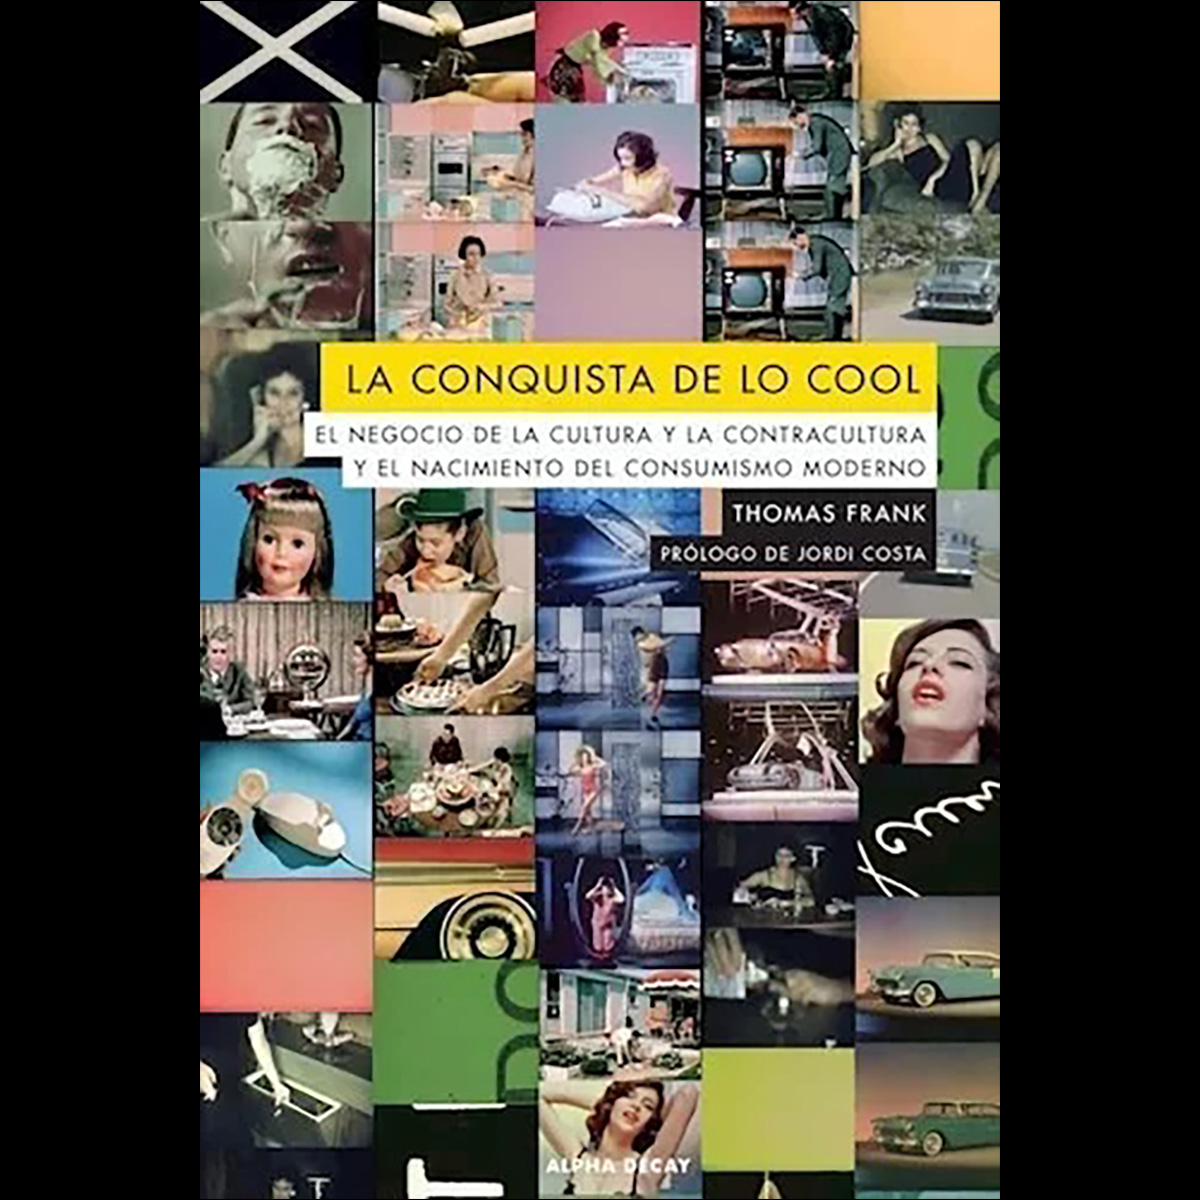 LA CONQUISTA DE LO COOL
EL NEGOCIO DE LA CULTURA Y LA CONTRACULTURA
Y EL NACIMIENTO DEL CONSUMISMO MODERNO
THOMAS FRANK
PRÓLOGO DE JORDI COSTA
ALPHA DECAY